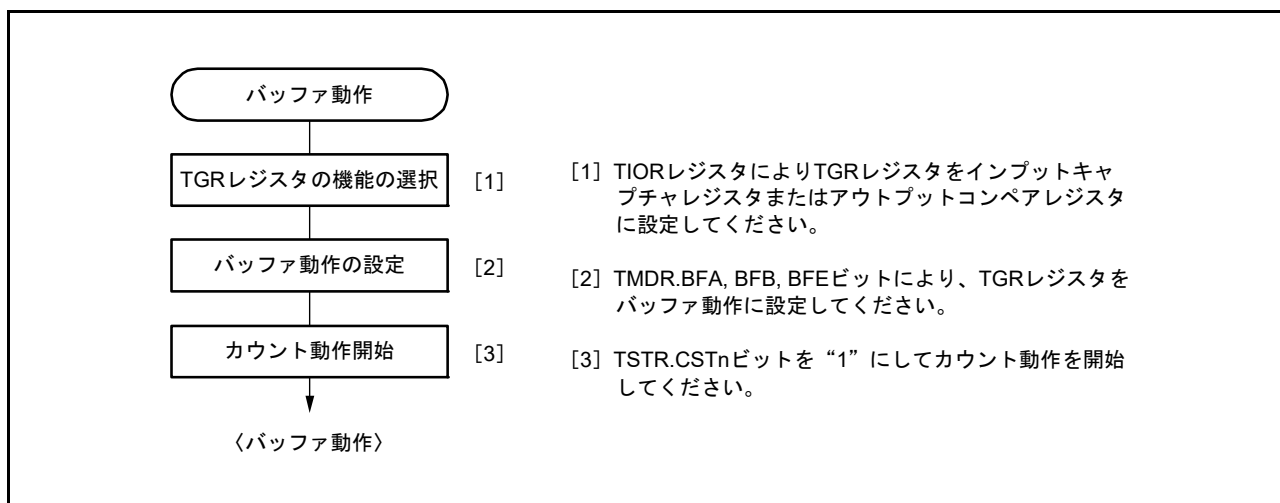 バッファ動作
TGRレジスタの機能の選択
[1]
バッファ動作の設定
[2]
カウント動作開始
[3]
〈バッファ動作〉
[1] TIORレジスタによりTGRレジスタをインプットキャ
プチャレジスタまたはアウトプットコンペアレジスタ
に設定してください。
[2] TMDR.BFA, BFB, BFEビットにより、TGRレジスタを
バッファ動作に設定してください。
[3] TSTR.CSTnビットを“1”にしてカウント動作を開始
してください。